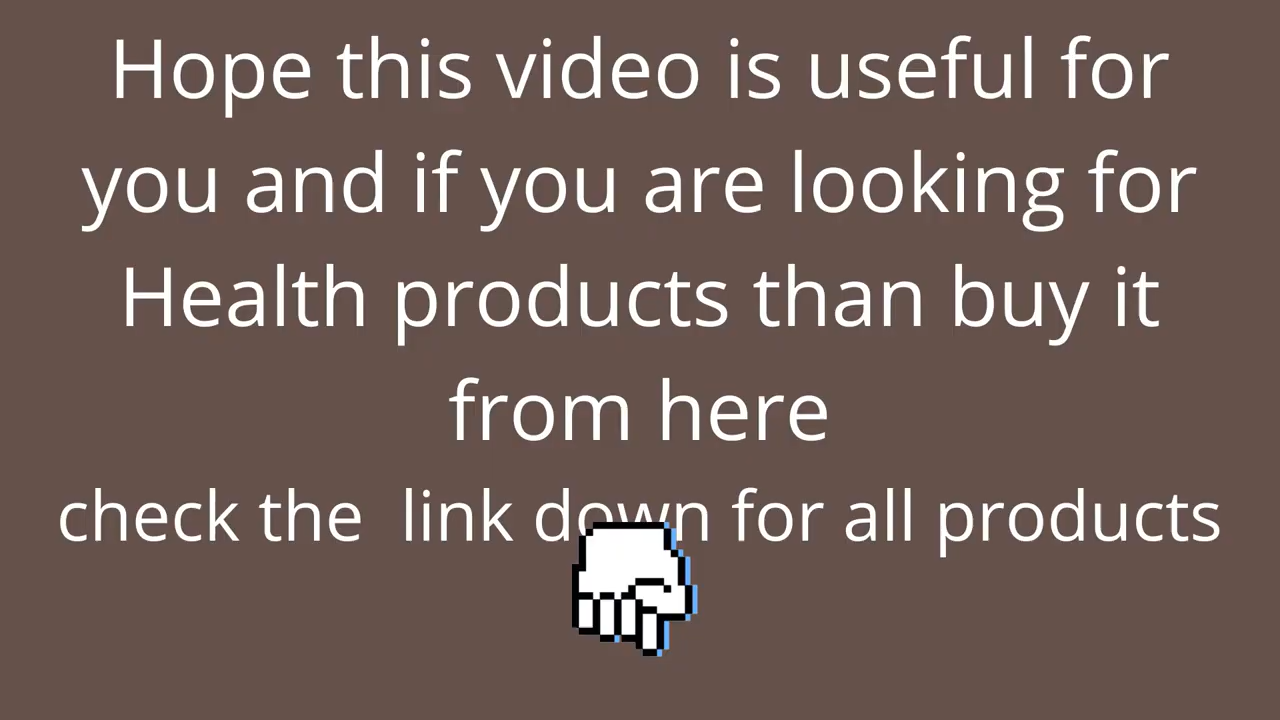 Hope this video is useful for
you and if you are looking for
Health products than buy it
from here
check the  link down for all products